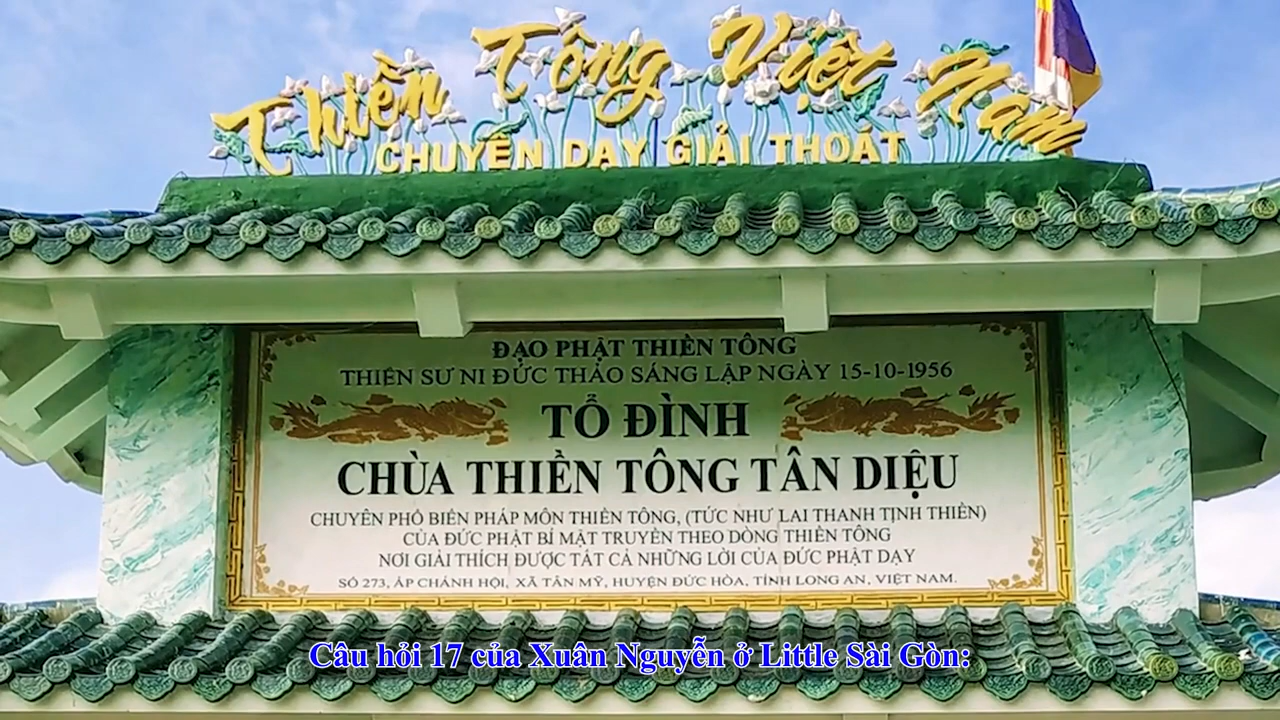 Thiền Tông Việt Nam
CHUYÊN DẠY GIẢI THOÁT
ĐẠO PHẬT THIỀN TÔNG
THIỀN SƯ NI ĐỨC THẢO SÁNG LẬP NGÀY 15-10-1956
TỔ ĐÌNH
CHÙA THIỀN TÔNG TÂN DIỆU
CHUYÊN PHỔ BIẾN PHÁP MÔN THIỀN TÔNG, (TỨC NHƯ LAI THANH TỊNH THIỀN)
CỦA ĐỨC PHẬT BÍ MẬT TRUYỀN THEO DÒNG THIỀN TÔNG
NƠI GIẢI THÍCH ĐƯỢC TẤT CẢ NHỮNG LỜI CỦA ĐỨC PHẬT DẠY
SỐ 273, ẤP CHÁNH HỘI, XÃ TÂN MỸ, HUYỆN ĐỨC HÒA, TỈNH LONG AN, VIỆT NAM.
Câu hỏi 17 của Xuân Nguyễn ở Little Sài Gòn: